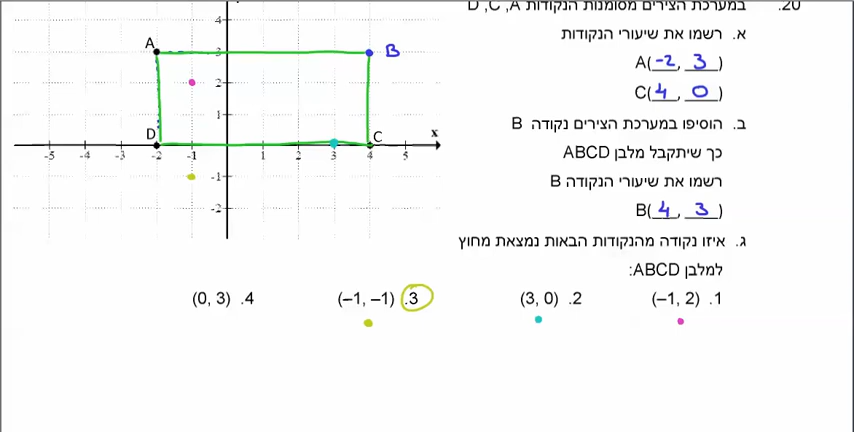 20. במערכת הצירים מסומנות הנקודות D ,C ,A
א. רשמו את שיעורי הנקודות
A(-2, 3)
C(4, 0)
ב. הוסיפו במערכת הצירים נקודה B
כך שיתקבל מלבן ABCD
רשמו את שיעורי הנקודה B
B(4, 3)
ג. איזו נקודה מהנקודות הבאות נמצאת מחוץ
למלבן ABCD:
1. (–1, 2) 2. (3, 0) 3. (–1, –1) 4. (0, 3)
4
A 3 B
2
1
D C x
-5 -4 -3 -2 -1 1 2 3 4 5
-1
-2